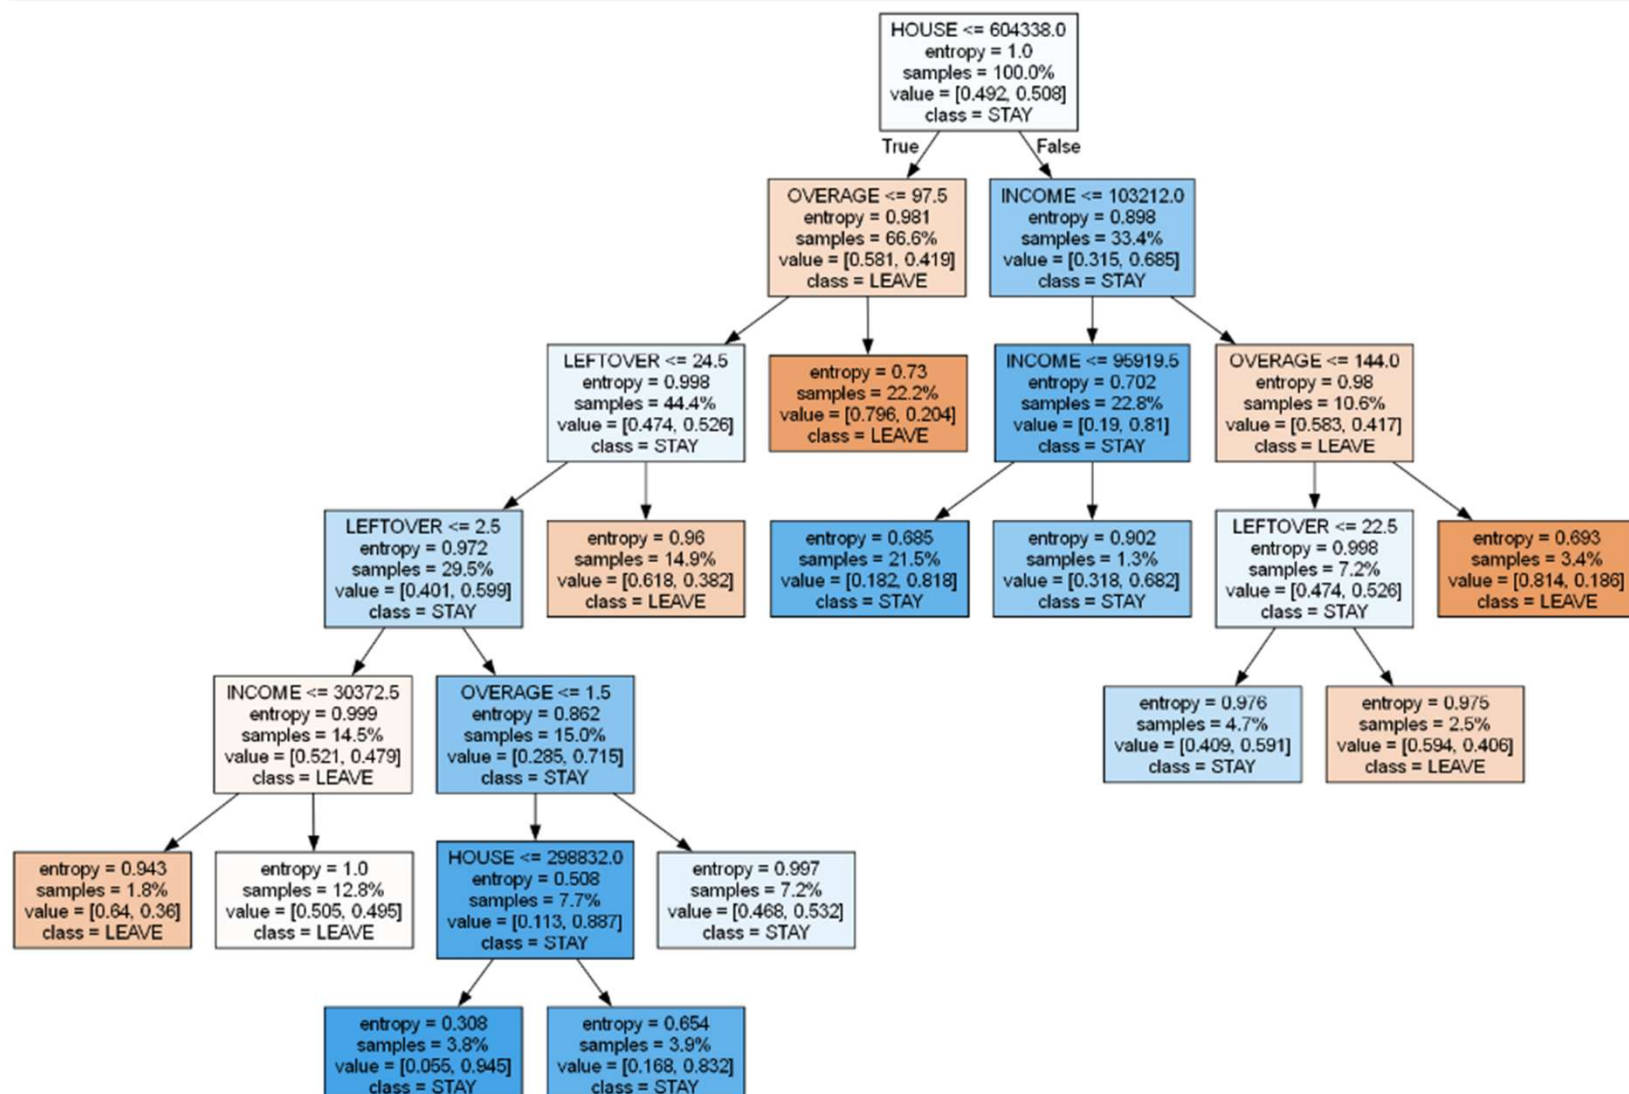 HOUSE <= 604338.0
entropy = 1.0
samples = 100.0%
value = [0.492, 0.508]
class = STAY
True
False
OVERAGE <= 97.5
entropy = 0.981
samples = 66.6%
value = [0.581, 0.419]
class = LEAVE
INCOME <= 103212.0
entropy = 0.898
samples = 33.4%
value = [0.315, 0.685]
class = STAY
LEFTOVER <= 24.5
entropy = 0.998
samples = 44.4%
value = [0.474, 0.526]
class = STAY
entropy = 0.73
samples = 22.2%
value = [0.796, 0.204]
class = LEAVE
INCOME <= 95919.5
entropy = 0.702
samples = 22.8%
value = [0.19, 0.81]
class = STAY
OVERAGE <= 144.0
entropy = 0.98
samples = 10.6%
value = [0.583, 0.417]
class = LEAVE
LEFTOVER <= 2.5
entropy = 0.972
samples = 29.5%
value = [0.401, 0.599]
class = STAY
entropy = 0.96
samples = 14.9%
value = [0.618, 0.382]
class = LEAVE
entropy = 0.685
samples = 21.5%
value = [0.182, 0.818]
class = STAY
entropy = 0.902
samples = 1.3%
value = [0.318, 0.682]
class = STAY
LEFTOVER <= 22.5
entropy = 0.998
samples = 7.2%
value = [0.474, 0.526]
class = STAY
entropy = 0.693
samples = 3.4%
value = [0.814, 0.186]
class = LEAVE
INCOME <= 30372.5
entropy = 0.999
samples = 14.5%
value = [0.521, 0.479]
class = LEAVE
OVERAGE <= 1.5
entropy = 0.862
samples = 15.0%
value = [0.285, 0.715]
class = STAY
entropy = 0.976
samples = 4.7%
value = [0.409, 0.591]
class = STAY
entropy = 0.975
samples = 2.5%
value = [0.594, 0.406]
class = LEAVE
entropy = 0.943
samples = 1.8%
value = [0.64, 0.36]
class = LEAVE
entropy = 1.0
samples = 12.8%
value = [0.505, 0.495]
class = LEAVE
HOUSE <= 298832.0
entropy = 0.508
samples = 7.7%
value = [0.113, 0.887]
class = STAY
entropy = 0.997
samples = 7.2%
value = [0.468, 0.532]
class = STAY
entropy = 0.308
samples = 3.8%
value = [0.055, 0.945]
class = STAY
entropy = 0.654
samples = 3.9%
value = [0.168, 0.832]
class = STAY